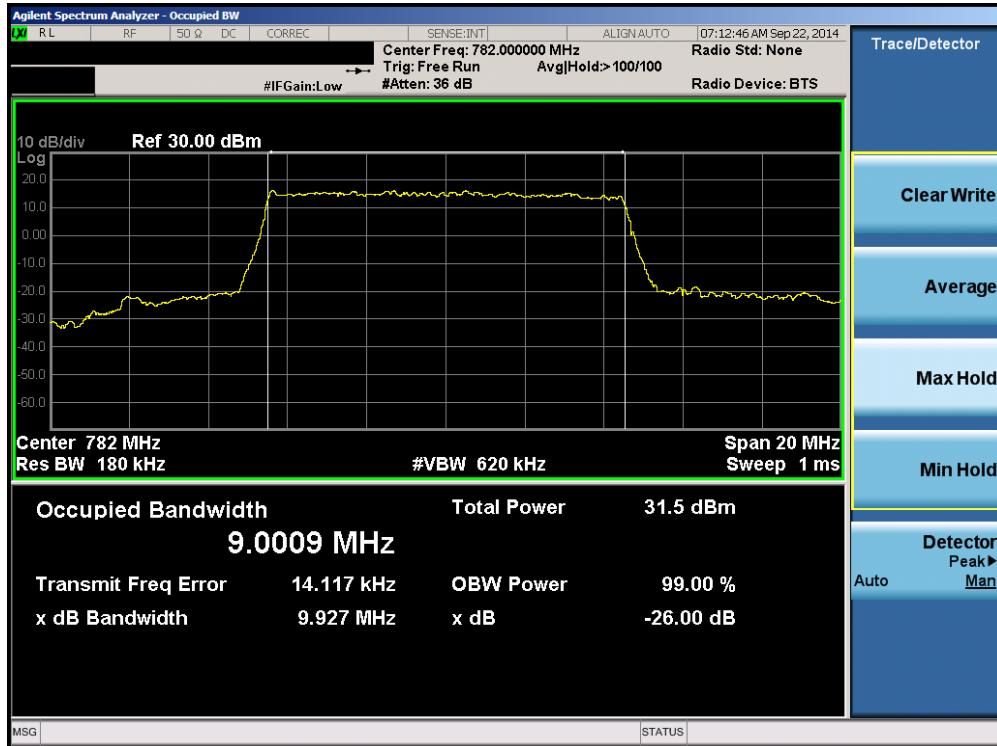 Agilent Spectrum Analyzer - Occupied BW
LXI RL RF 50 Ω DC CORREC SENSE:INT ALIGN AUTO 07:12:46 AM Sep 22, 2014
Center Freq: 782.000000 MHz Radio Std: None
Trig: Free Run Avg|Hold:> 100/100
#IFGain:Low #Atten: 36 dB Radio Device: BTS
10 dB/div Ref 30.00 dBm
Log
20.0
10.0
0.00
-10.0
-20.0
-30.0
-40.0
-50.0
-60.0
Center 782 MHz Span 20 MHz
Res BW 180 kHz #VBW 620 kHz Sweep 1 ms
Occupied Bandwidth Total Power 31.5 dBm
9.0009 MHz
Transmit Freq Error 14.117 kHz OBW Power 99.00 %
x dB Bandwidth 9.927 MHz x dB -26.00 dB
MSG STATUS
Trace/Detector
Clear Write
Average
Max Hold
Min Hold
Detector
Peak▶
Auto Man